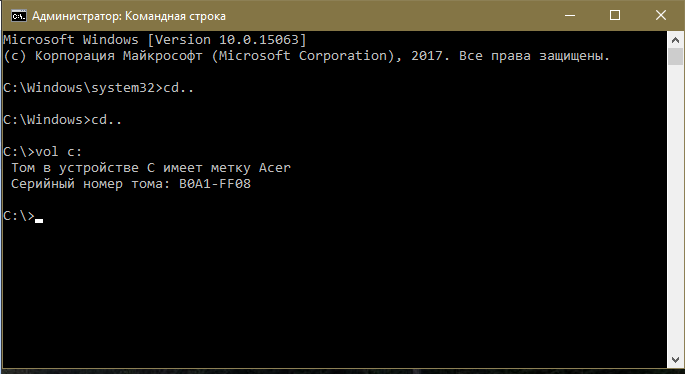 Администратор: Командная строка
Microsoft Windows [Version 10.0.15063]
(c) Корпорация Майкрософт (Microsoft Corporation), 2017. Все права защищены.
C:\Windows\system32>cd..
C:\Windows>cd..
C:\>vol c:
Том в устройстве C имеет метку Acer
Серийный номер тома: B0A1-FF08
C:\>